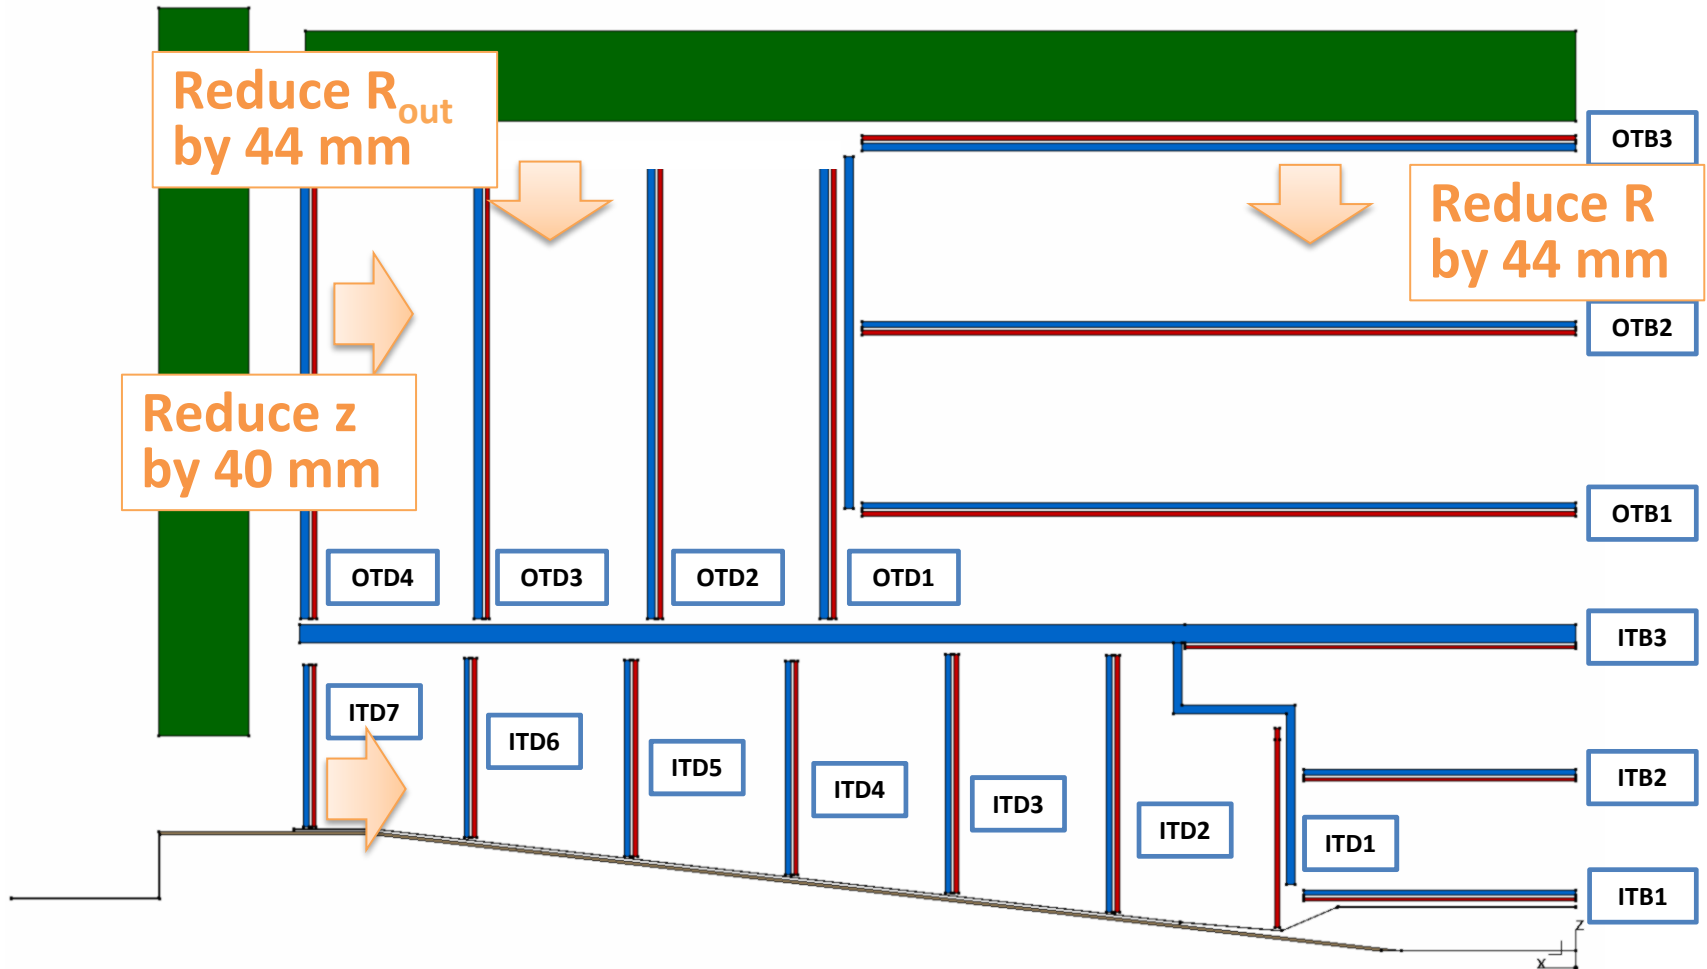 Reduce R_out
by 44 mm
OTB3
Reduce R
by 44 mm
OTB2
Reduce z
by 40 mm
OTB1
OTD4
OTD3
OTD2
OTD1
ITB3
ITD7
ITD6
ITD5
ITD4
ITD3
ITD2
ITD1
ITB2
ITB1
Z
X